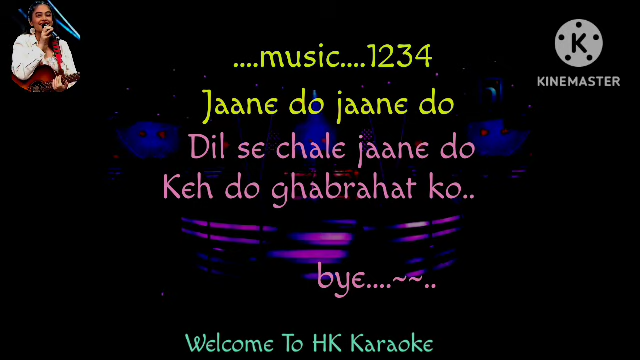 ....music....1234
Jaane do jaane do
Dil se chale jaane do
Keh do ghabrahat ko..
bye....~~..
Welcome To HK Karaoke
K
KINEMASTER